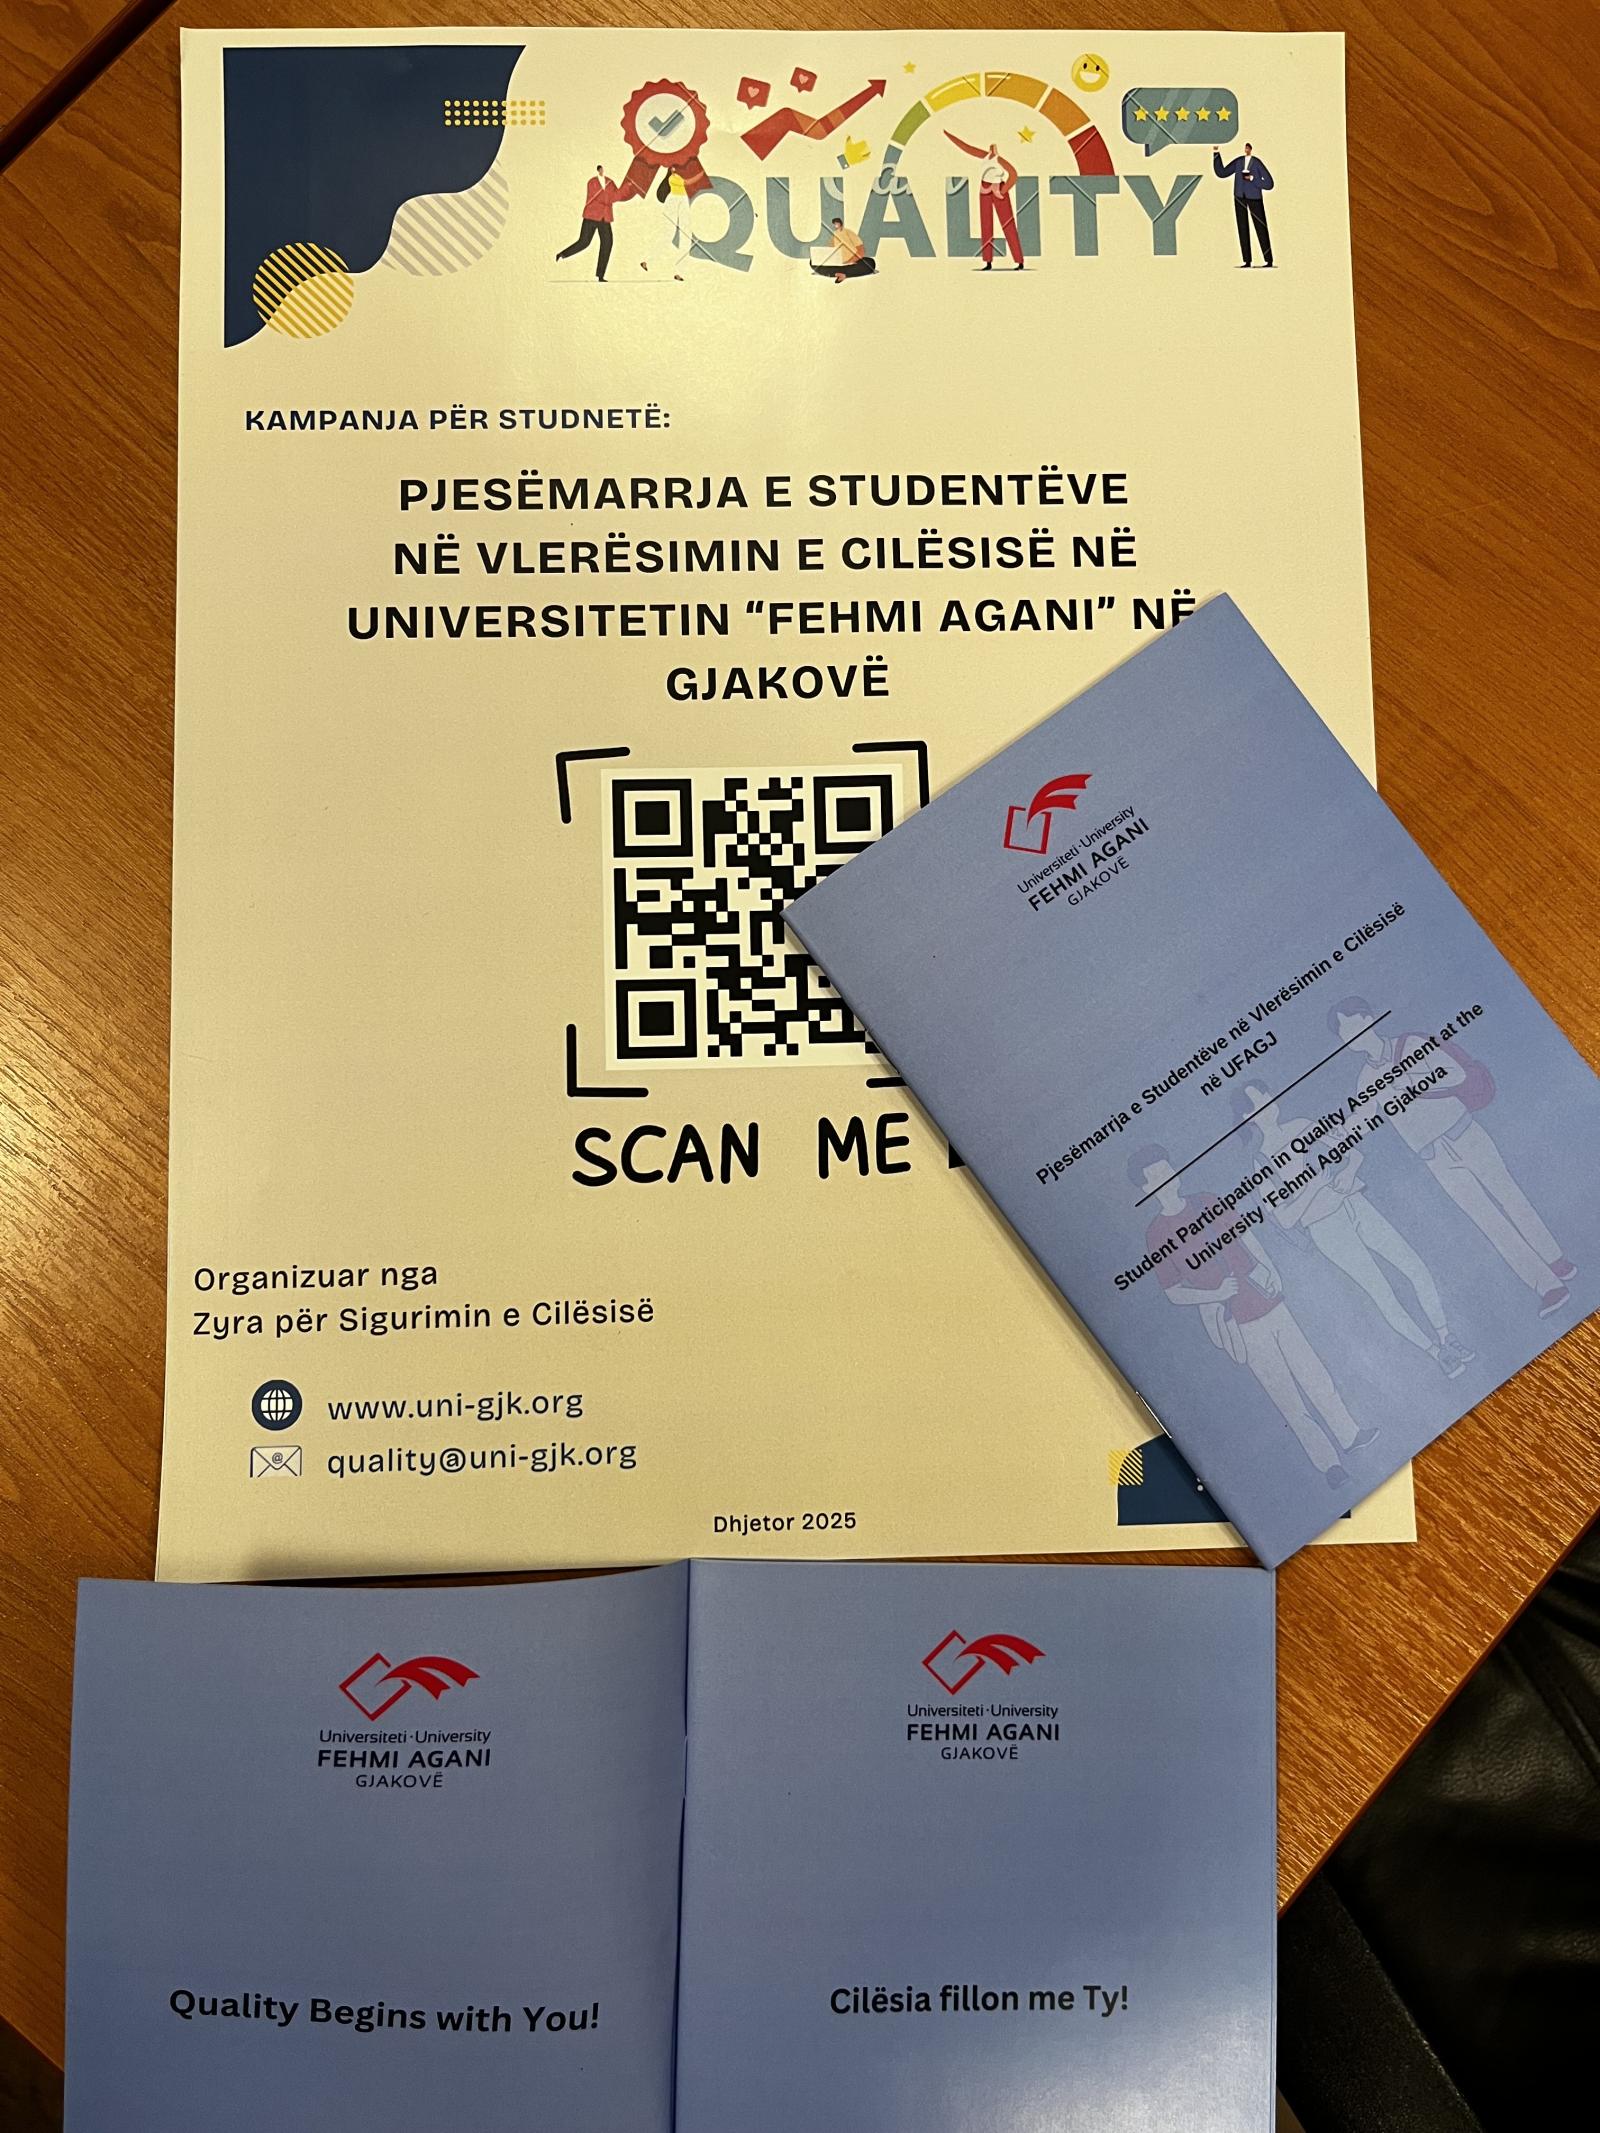 QUALITY
KAMPANJA PËR STUDNETË:
PJESËMARRJA E STUDENTËVE
NË VLERËSIMIN E CILËSISË NË
UNIVERSITETIN “FEHMI AGANI” NË
GJAKOVË
SCAN ME
Organizuar nga
Zyra për Sigurimin e Cilësisë
www.uni-gjk.org
quality@uni-gjk.org
Dhjetor 2025
Universiteti·University
FEHMI AGANI
GJAKOVË
Pjesëmarrja e Studentëve në Vlerësimin e Cilësisë
në UFAGJ
Student Participation in Quality Assessment at the
University 'Fehmi Agani' in Gjakova
Universiteti·University
FEHMI AGANI
GJAKOVË
Quality Begins with You!
Universiteti·University
FEHMI AGANI
GJAKOVË
Cilësia fillon me Ty!